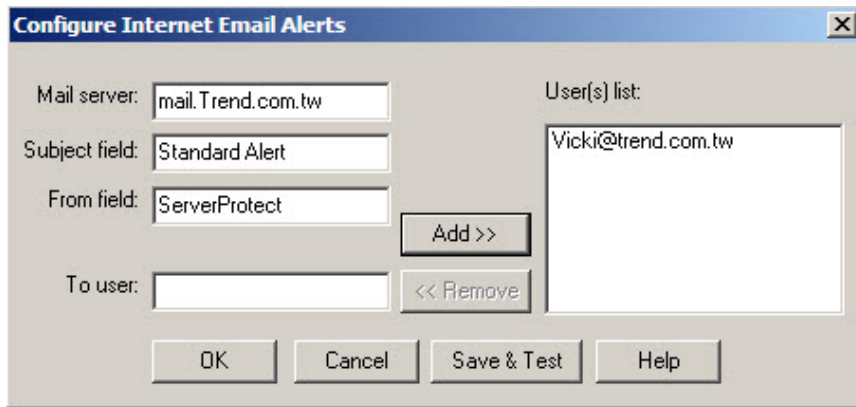 Configure Internet Email Alerts
Mail server: mail.Trend.com.tw
Subject field: Standard Alert
From field: ServerProtect
To user:
Add >>
<< Remove
User(s) list:
Vicki@trend.com.tw
OK
Cancel
Save & Test
Help